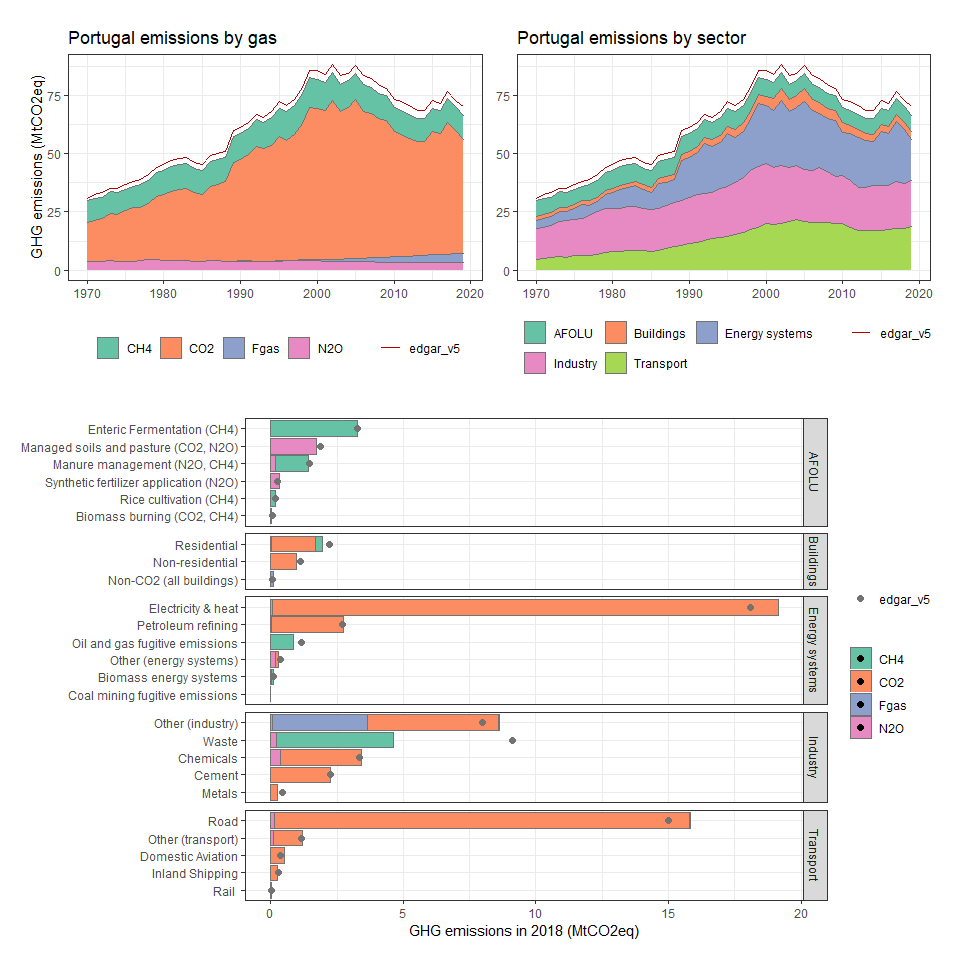 Portugal emissions by gas
Portugal emissions by sector
GHG emissions (MtCO2eq)
75
50
25
0
1970
1980
1990
2000
2010
2020
75
50
25
0
1970
1980
1990
2000
2010
2020
CH4
CO2
Fgas
N2O
edgar_v5
AFOLU
Buildings
Energy systems
edgar_v5
Industry
Transport
Enteric Fermentation (CH4)
Managed soils and pasture (CO2, N2O)
Manure management (N2O, CH4)
Synthetic fertilizer application (N2O)
Rice cultivation (CH4)
Biomass burning (CO2, CH4)
AFOLU
Residential
Non-residential
Non-CO2 (all buildings)
Buildings
Electricity & heat
Petroleum refining
Oil and gas fugitive emissions
Other (energy systems)
Biomass energy systems
Coal mining fugitive emissions
Energy systems
Other (industry)
Waste
Chemicals
Cement
Metals
Industry
Road
Other (transport)
Domestic Aviation
Inland Shipping
Rail
Transport
0
5
10
15
20
GHG emissions in 2018 (MtCO2eq)
edgar_v5
CH4
CO2
Fgas
N2O